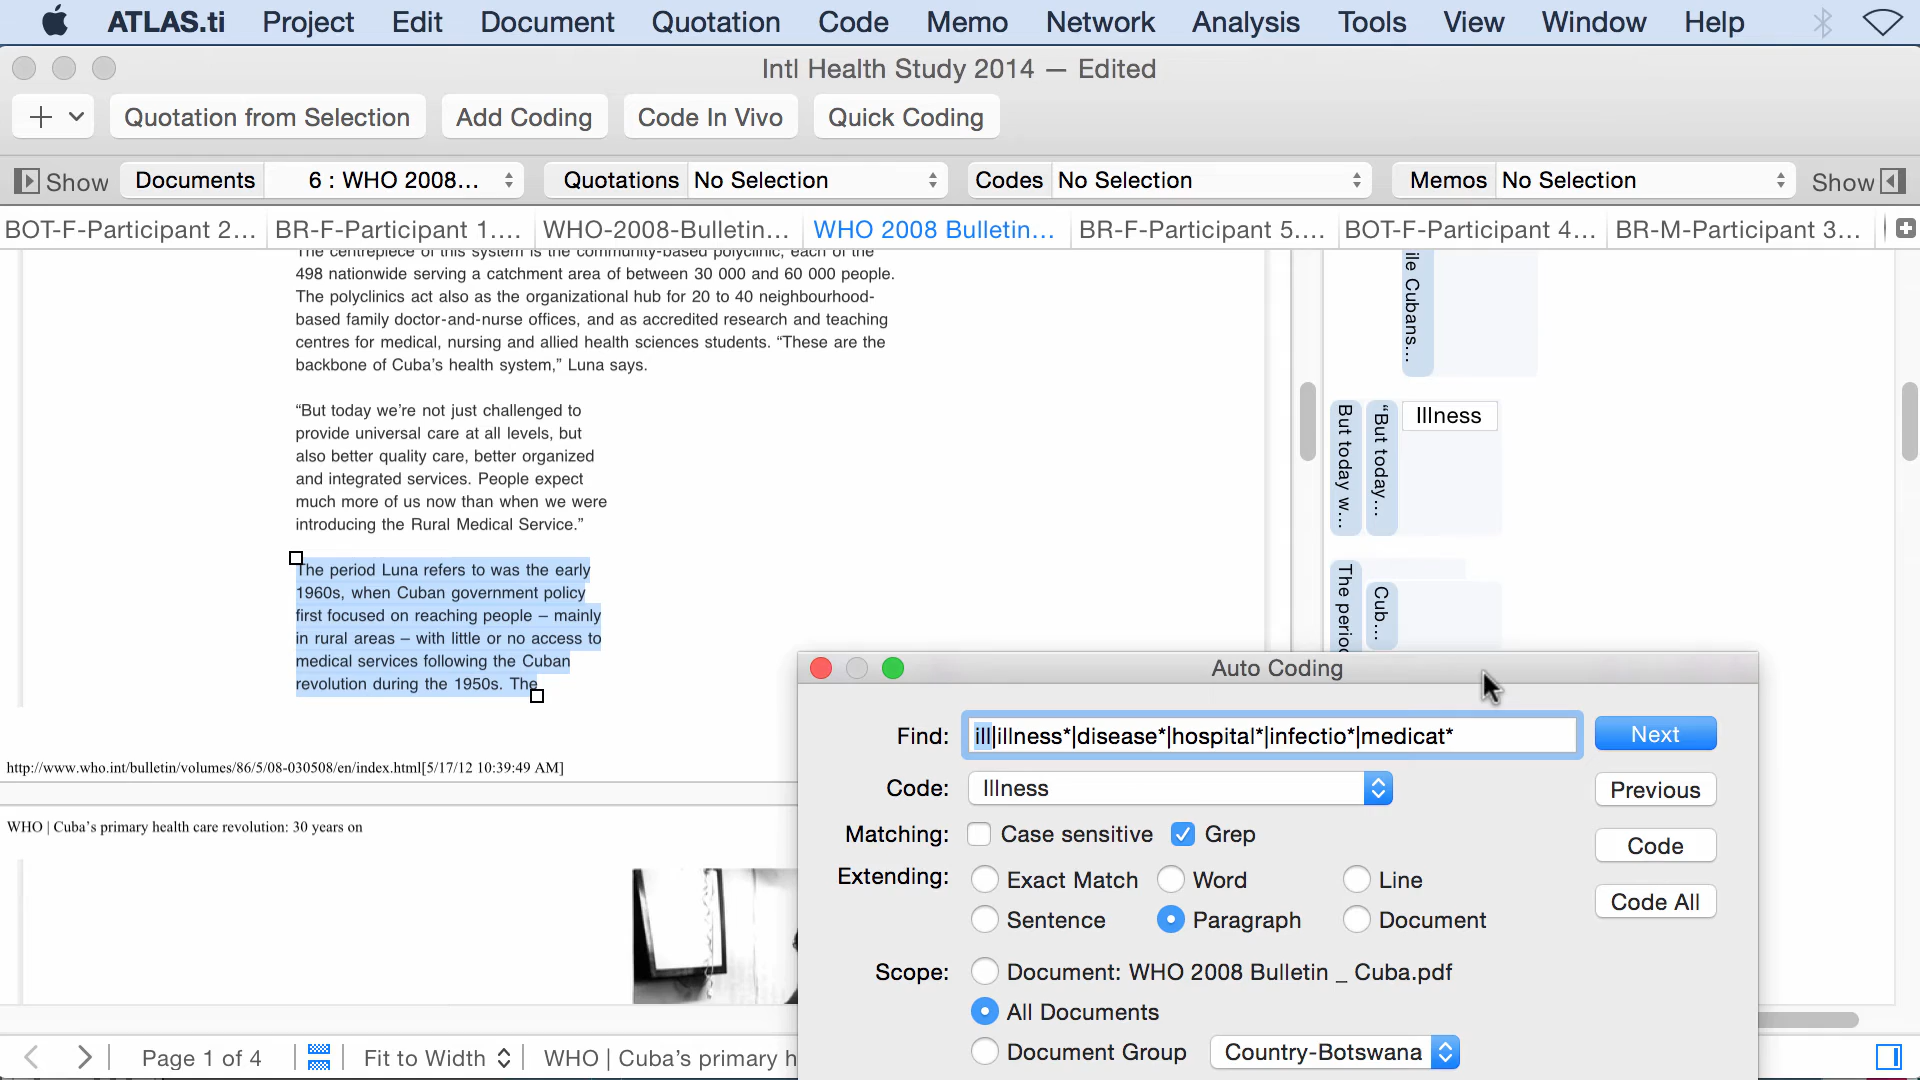 ATLAS.ti Project Edit Document Quotation Code Memo Network Analysis Tools View Window Help
Intl Health Study 2014 — Edited
Quotation from Selection Add Coding Code In Vivo Quick Coding
Show Documents 6 : WHO 2008... Quotations No Selection Codes No Selection Memos No Selection Show
BOT-F-Participant 2... BR-F-Participant 1.... WHO-2008-Bulletin... WHO 2008 Bulletin... BR-F-Participant 5.... BOT-F-Participant 4... BR-M-Participant 3...
The centrepiece of this system is the community-based polyclinic, each of the
498 nationwide serving a catchment area of between 30 000 and 60 000 people.
The polyclinics act also as the organizational hub for 20 to 40 neighbourhood-
based family doctor-and-nurse offices, and as accredited research and teaching
centres for medical, nursing and allied health sciences students. “These are the
backbone of Cuba’s health system,” Luna says.
“But today we’re not just challenged to
provide universal care at all levels, but
also better quality care, better organized
and integrated services. People expect
much more of us now than when we were
introducing the Rural Medical Service.”
The period Luna refers to was the early
1960s, when Cuban government policy
first focused on reaching people – mainly
in rural areas – with little or no access to
medical services following the Cuban
revolution during the 1950s. The
http://www.who.int/bulletin/volumes/86/5/08-030508/en/index.html[5/17/12 10:39:49 AM]
WHO | Cuba’s primary health care revolution: 30 years on
ile Cubans...
But today w...
“But today...
Illness
The perio
Cub...
Auto Coding
Find: ill|illness*|disease*|hospital*|infectio*|medicat* Next
Code: Illness Previous
Matching: Case sensitive Grep Code
Extending: Exact Match Word Line
Code All
Sentence Paragraph Document
Scope: Document: WHO 2008 Bulletin _ Cuba.pdf
All Documents
Document Group Country-Botswana
Page 1 of 4 Fit to Width WHO | Cuba’s primary h